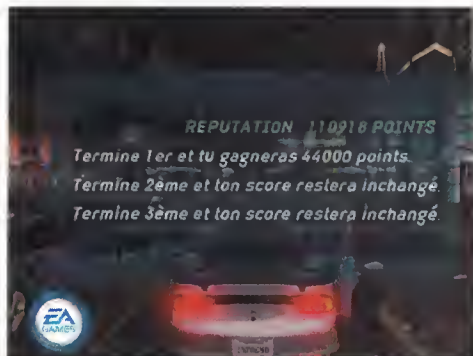 REPUTATION 110918 POINTS
Termine 1er et tu gagneras 44000 points.
Termine 2ème et ton score restera inchangé.
Termine 3ème et ton score restera inchangé.
EA
GAMES